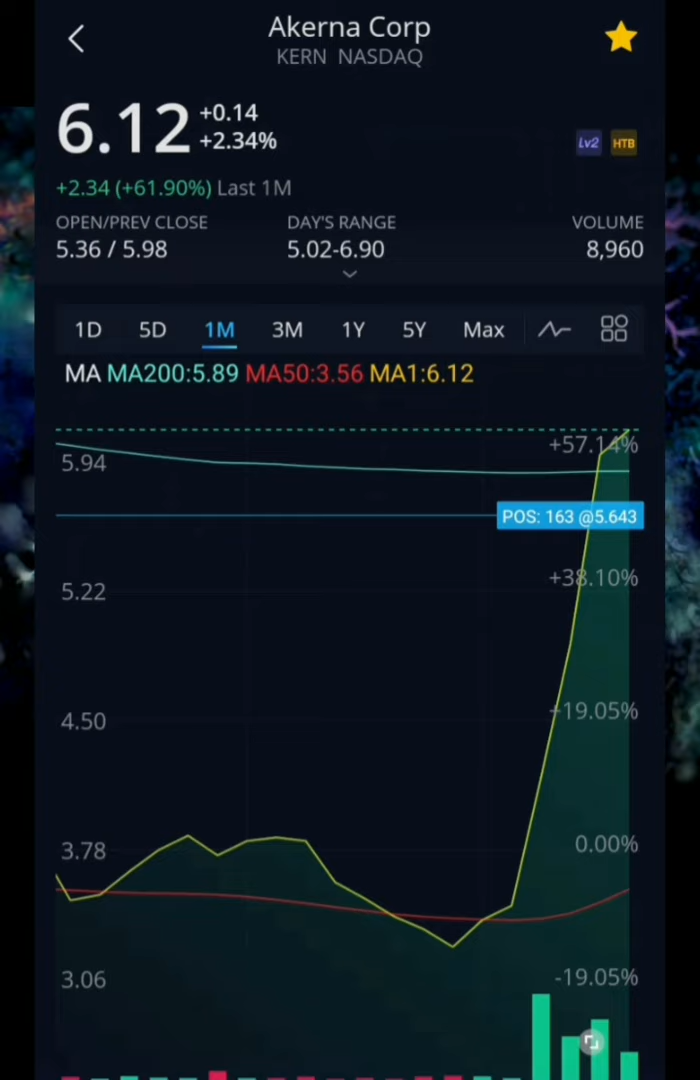 Akerna Corp
KERN NASDAQ
6.12
+0.14
+2.34%
Lv2 HTB
+2.34 (+61.90%) Last 1M
OPEN/PREV CLOSE DAY'S RANGE VOLUME
5.36 / 5.98 5.02-6.90 8,960
1D 5D 1M 3M 1Y 5Y Max
MA MA200:5.89 MA50:3.56 MA1:6.12
+57.14%
5.94
POS: 163 @5.643
+38.10%
5.22
+19.05%
4.50
0.00%
3.78
-19.05%
3.06